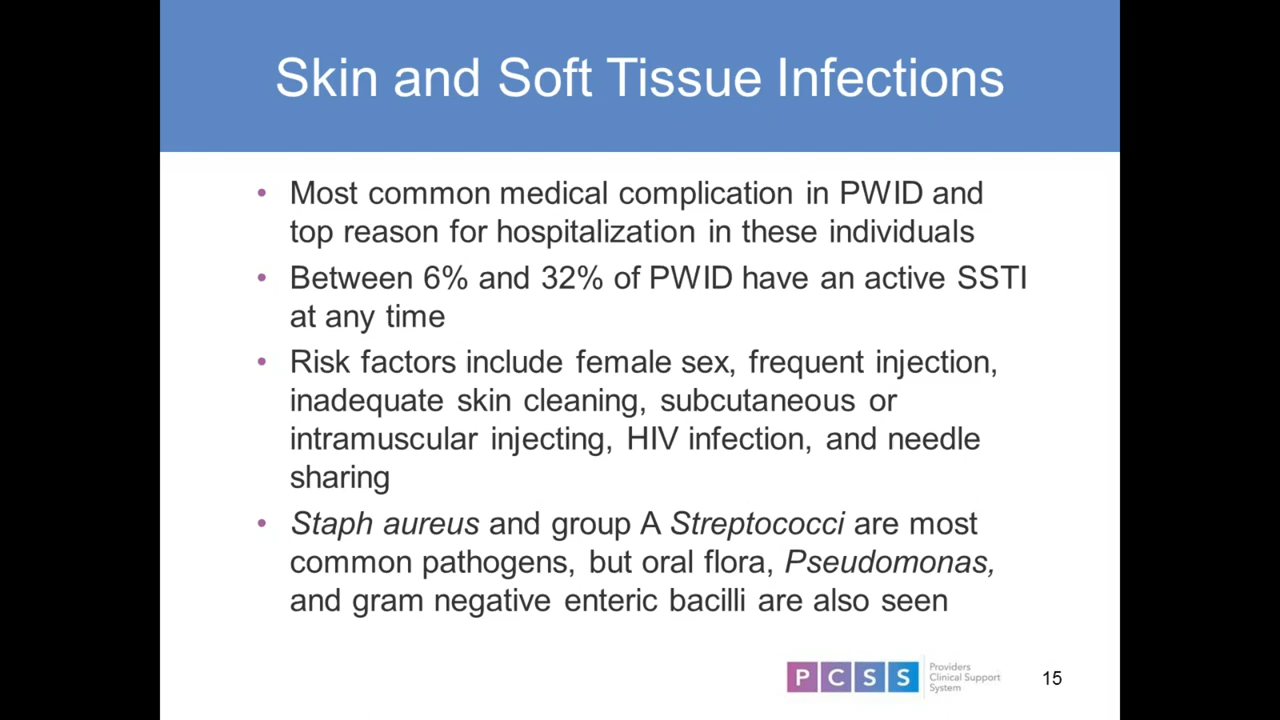 Skin and Soft Tissue Infections
• Most common medical complication in PWID and
top reason for hospitalization in these individuals
• Between 6% and 32% of PWID have an active SSTI
at any time
• Risk factors include female sex, frequent injection,
inadequate skin cleaning, subcutaneous or
intramuscular injecting, HIV infection, and needle
sharing
• Staph aureus and group A Streptococci are most
common pathogens, but oral flora, Pseudomonas,
and gram negative enteric bacilli are also seen
PCSS
Providers
Clinical Support
System
15